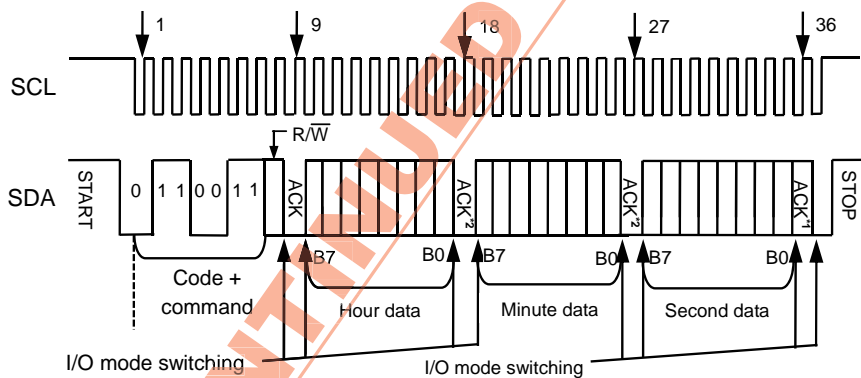 1 9 18 27 36
SCL
R/W
SDA
START 0 1 1 0 0 1 1 ACK ACK*2 ACK*2 ACK*1 STOP
B7 B0 B7 B0 B7 B0
Code +
command
Hour data Minute data Second data
I/O mode switching I/O mode switching
NTINUED